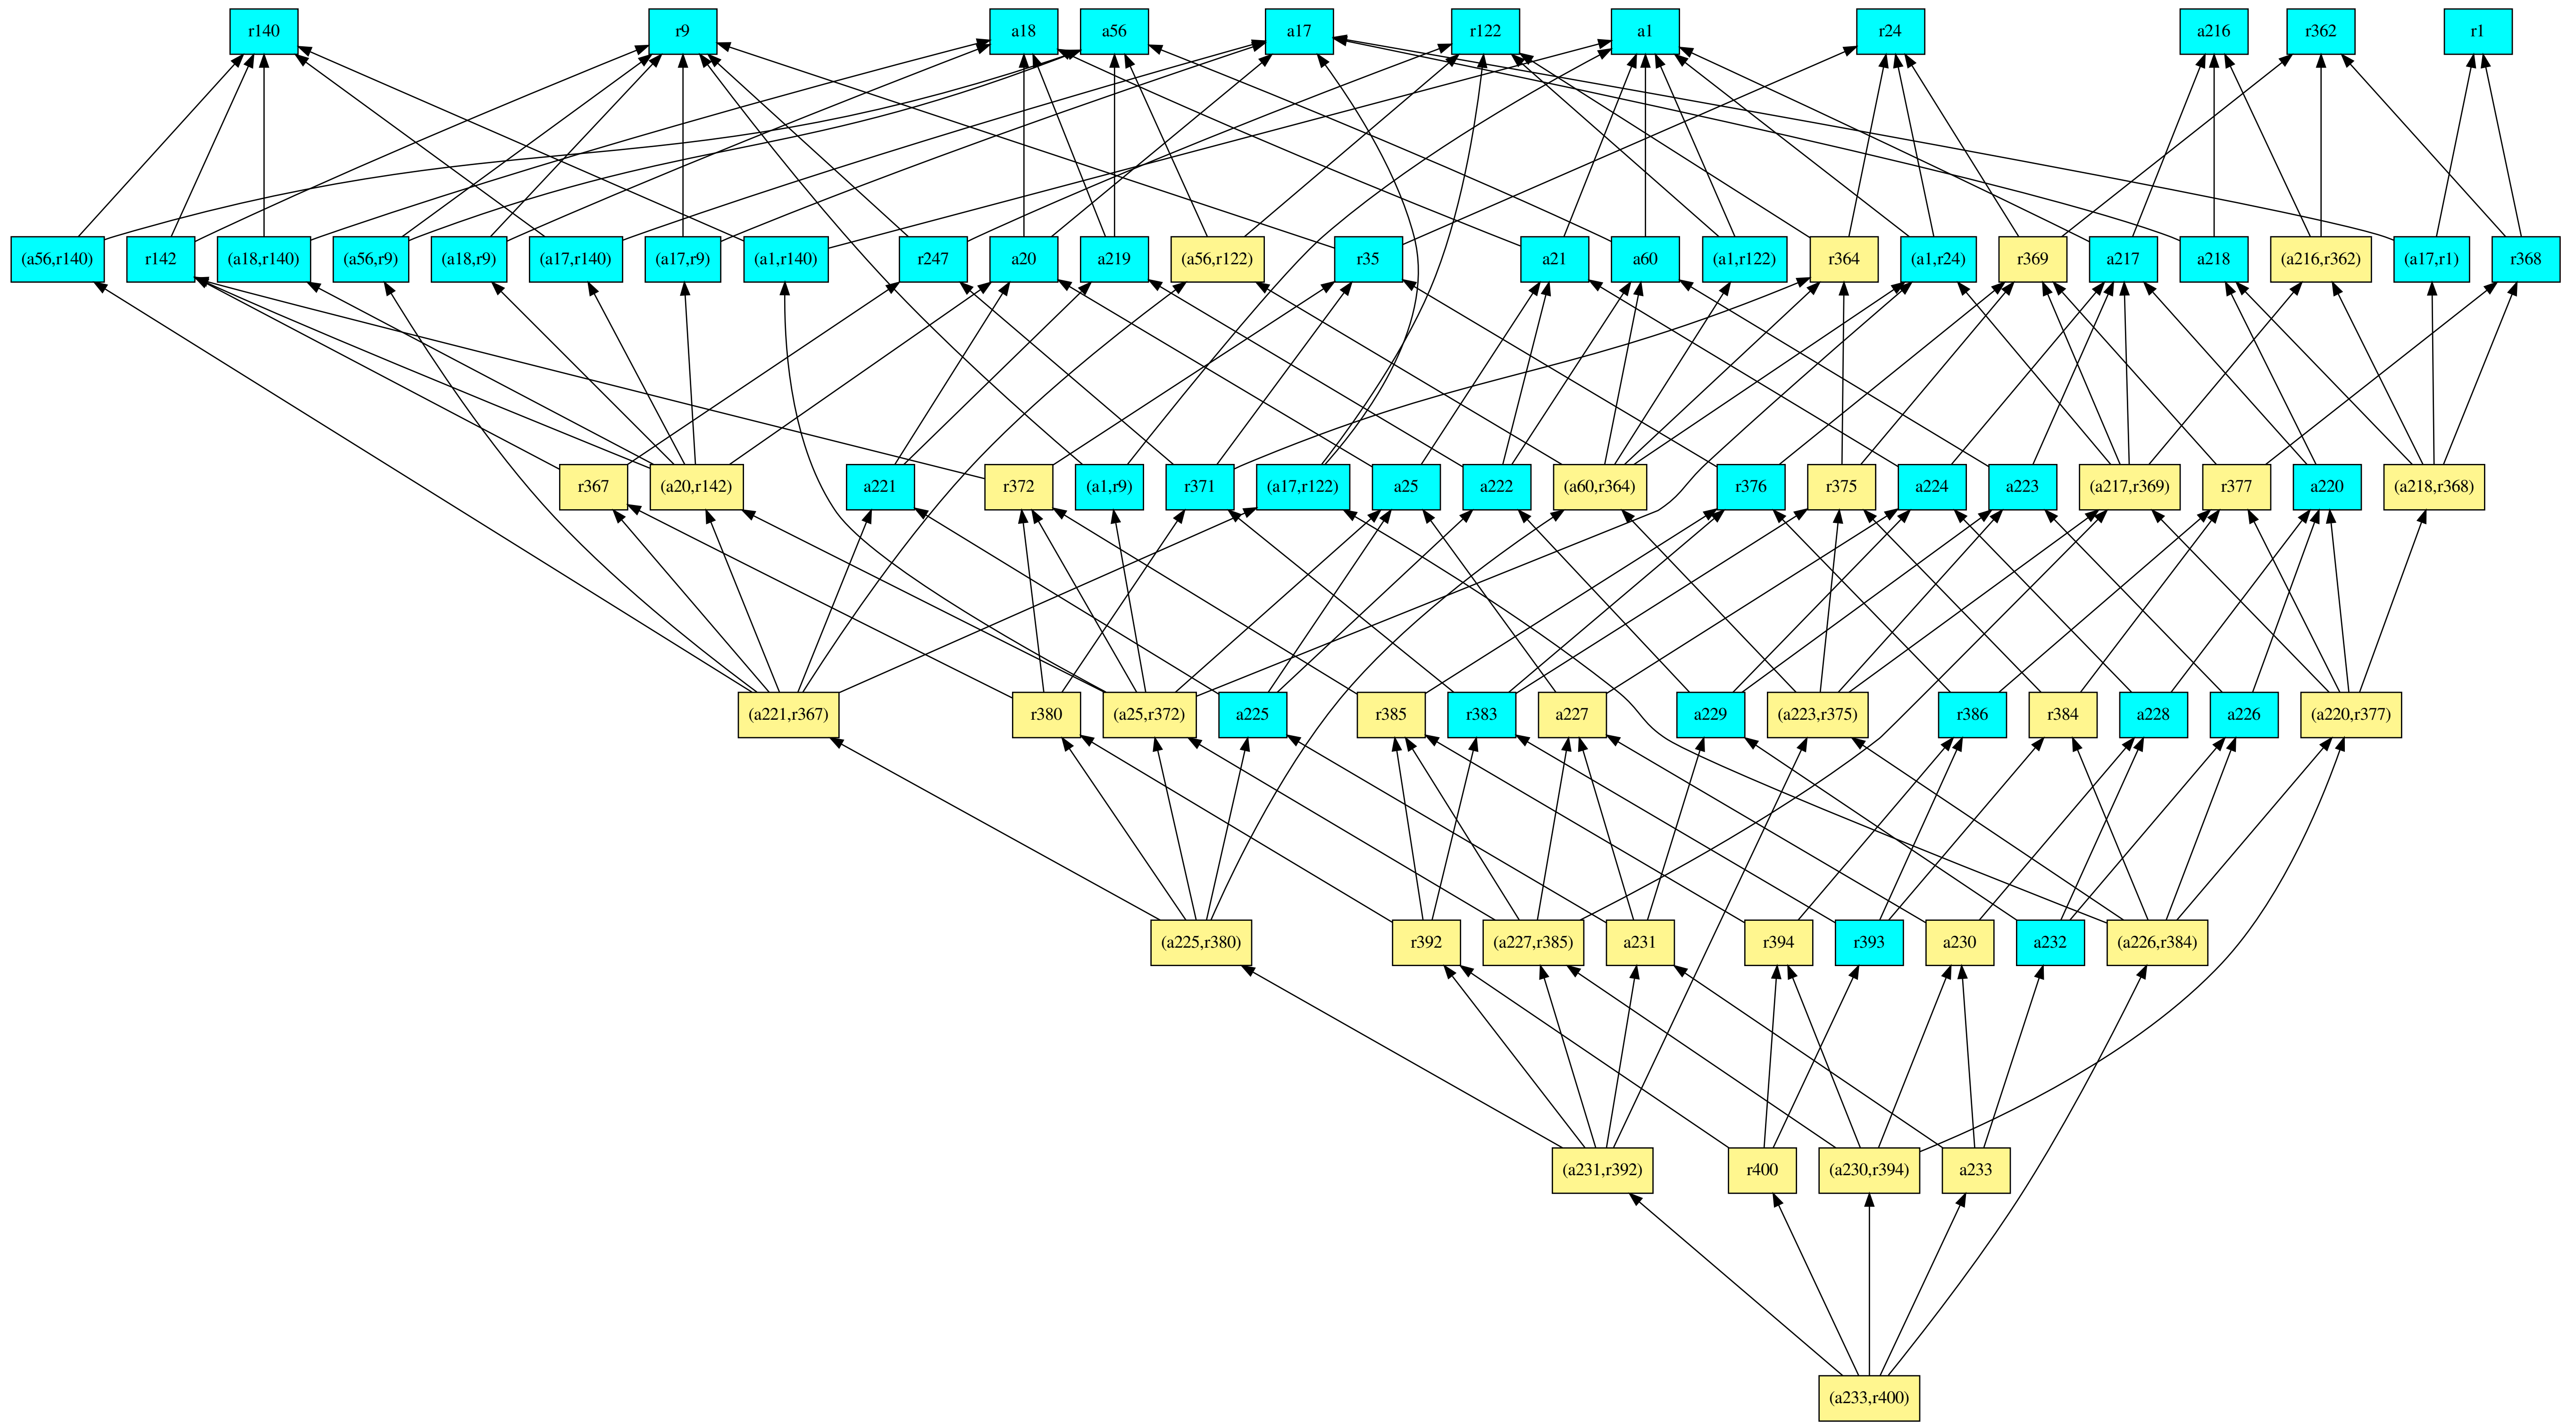 r140 r9 a18 a56 a17 r122 a1 r24 a216 r362 r1
(a56,r140) r142 (a18,r140) (a56,r9) (a18,r9) (a17,r140) (a17,r9) (a1,r140) r247 a20 a219 (a56,r122) r35 a21 a60 (a1,r122) r364 (a1,r24) r369 a217 a218 (a216,r362) (a17,r1) r368
r367 (a20,r142) a221 r372 (a1,r9) r371 (a17,r122) a25 a222 (a60,r364) r376 r375 a224 a223 (a217,r369) r377 a220 (a218,r368)
(a221,r367) r380 (a25,r372) a225 r385 r383 a227 a229 (a223,r375) r386 r384 a228 a226 (a220,r377)
(a225,r380) r392 (a227,r385) a231 r394 r393 a230 a232 (a226,r384)
(a231,r392) r400 (a230,r394) a233
(a233,r400)